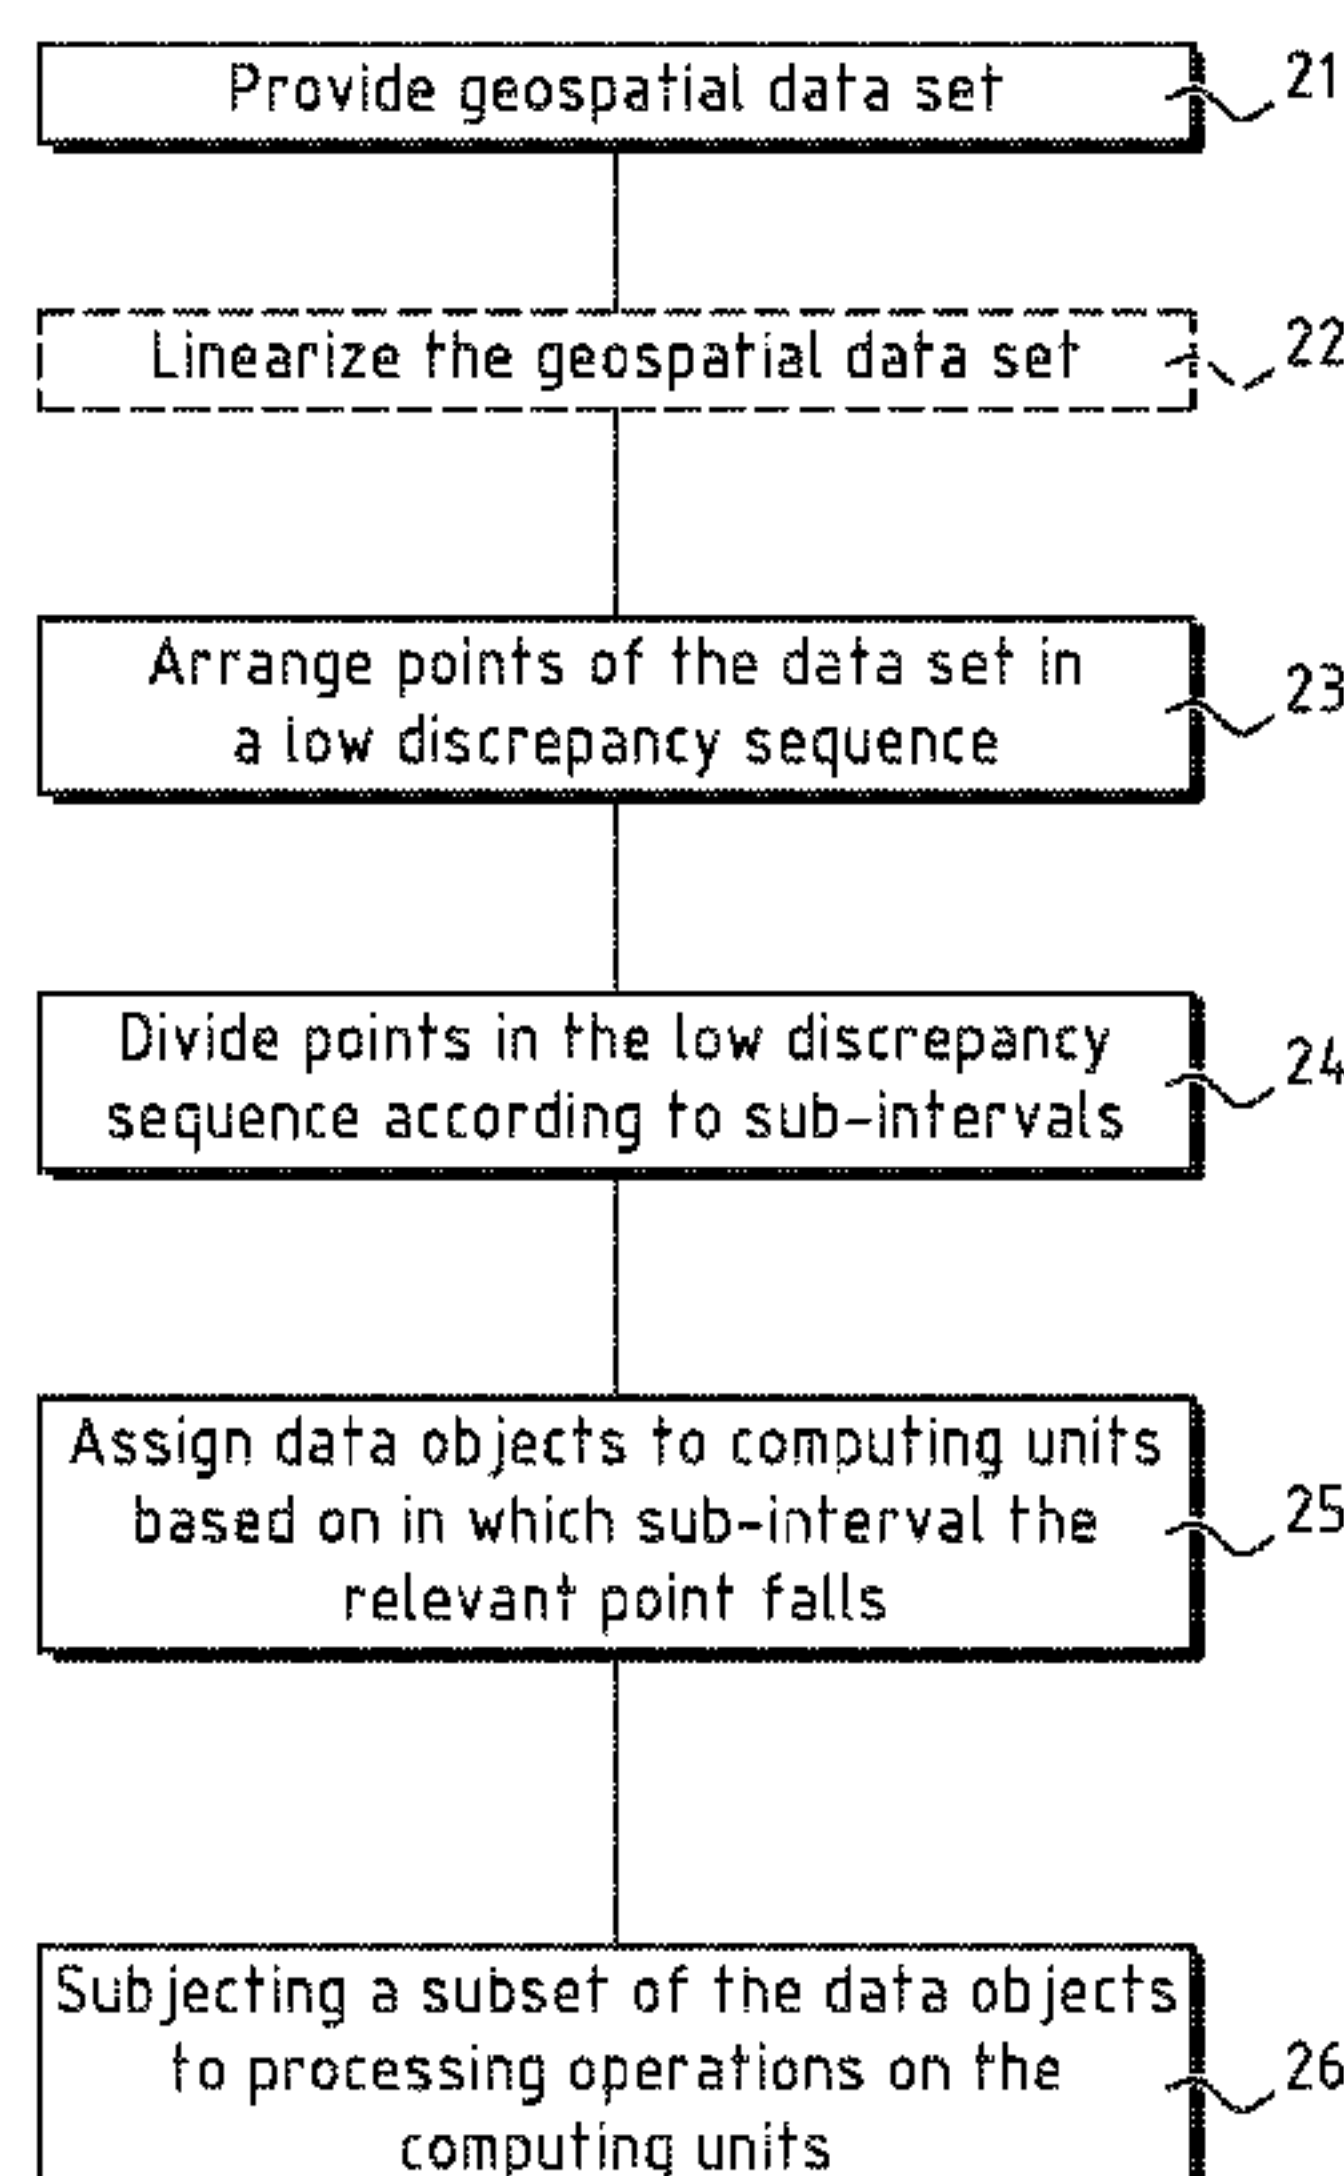 Provide geospatial data set
21
Linearize the geospatial data set
22
Arrange points of the data set in
a low discrepancy sequence
23
Divide points in the low discrepancy
sequence according to sub-intervals
24
Assign data objects to computing units
based on in which sub-interval the
relevant point falls
25
Subjecting a subset of the data objects
to processing operations on the
computing units
26